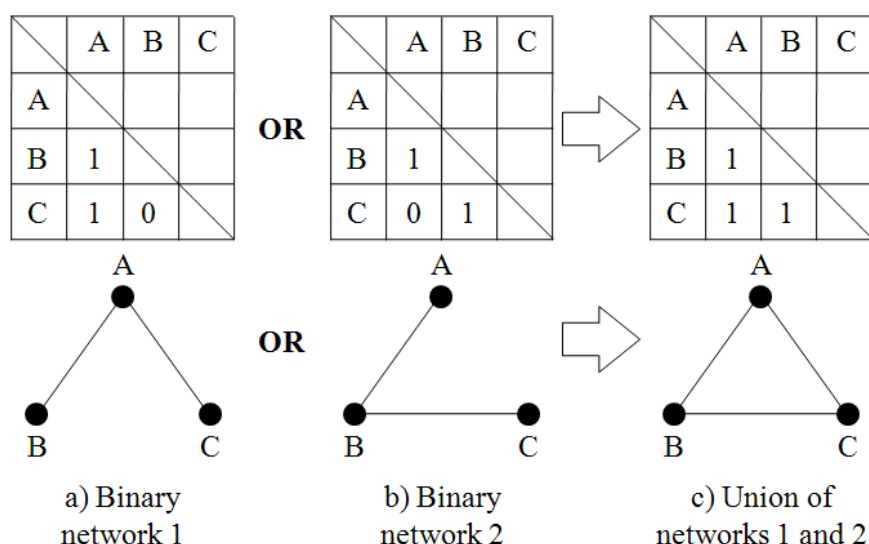 A B C A B C A B C
A A A
OR
B 1 B 1 B 1
C 1 0 C 0 1 C 1 1
A A A
OR
B C B C B C
a) Binary network 1
b) Binary network 2
c) Union of networks 1 and 2